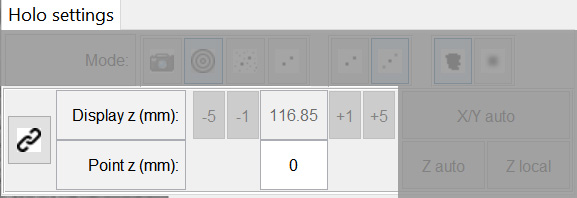 Holo settings
Mode:
Display z (mm): -5 -1 116.85 +1 +5 X/Y auto
Point z (mm): 0 Z auto Z local